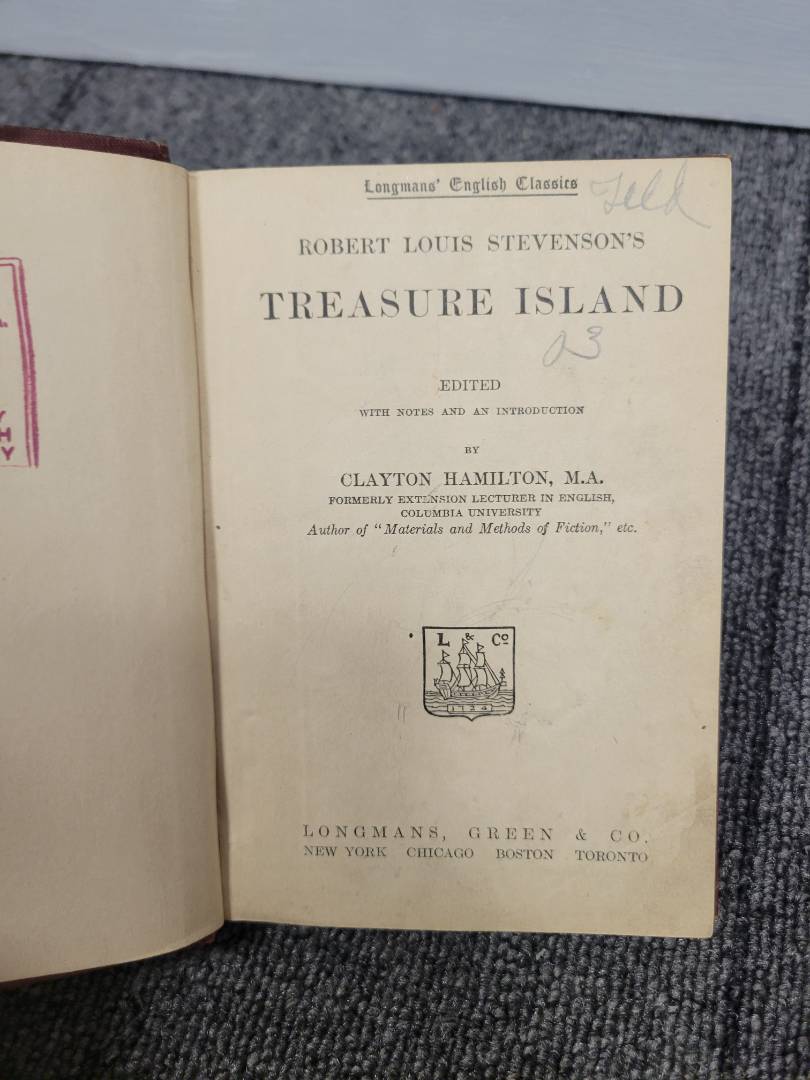 Longmans' English Classics
ROBERT LOUIS STEVENSON'S
TREASURE ISLAND
03
EDITED
WITH NOTES AND AN INTRODUCTION
BY
CLAYTON HAMILTON, M.A.
FORMERLY EXTENSION LECTURER IN ENGLISH,
COLUMBIA UNIVERSITY
Author of "Materials and Methods of Fiction," etc.
L & Co
1724
LONGMANS, GREEN & CO.
NEW YORK CHICAGO BOSTON TORONTO